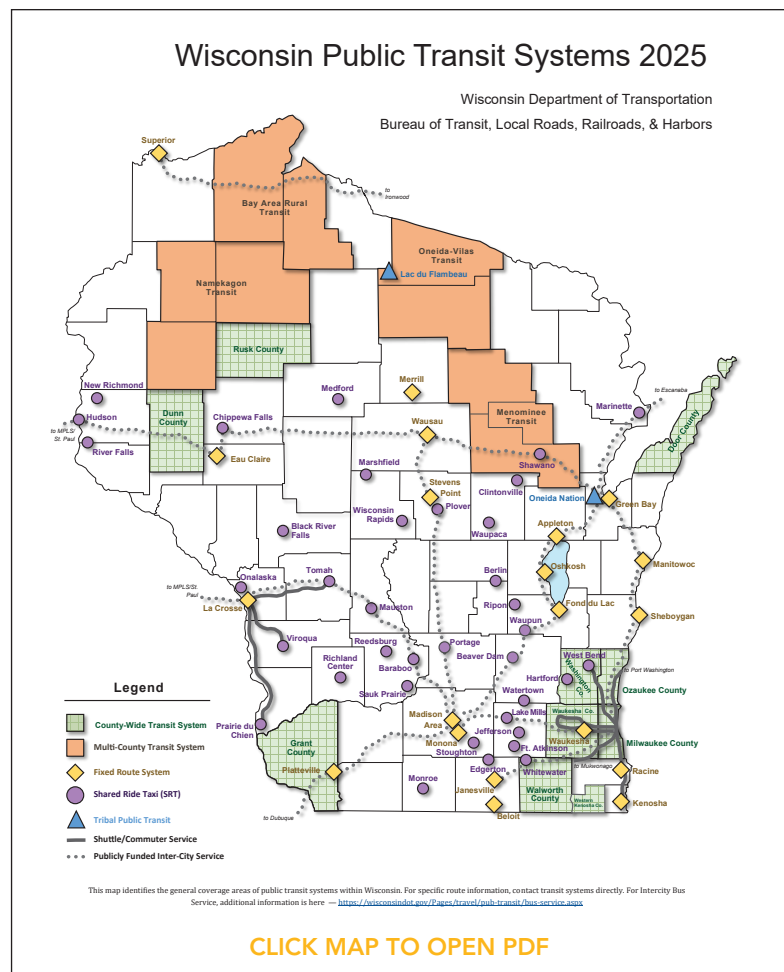 Wisconsin Public Transit Systems 2025
Wisconsin Department of Transportation
Bureau of Transit, Local Roads, Railroads, & Harbors
Superior
to
Ironwood
Bay Area Rural
Transit
Oneida-Vilas
Transit
Lac du Flambeau
Namekagon
Transit
Rusk County
New Richmond
Medford
Merrill
to Escanaba
Hudson
Dunn
County
Chippewa Falls
Menominee
Transit
Marinette
to MPLS/
St. Paul
Wausau
Door County
River Falls
Eau Claire
Marshfield
Shawano
Stevens
Point
Clintonville
Oneida Nation
Green Bay
Wisconsin
Rapids
Plover
Black River
Falls
Waupaca
Appleton
Manitowoc
Onalaska
Tomah
Berlin
Oshkosh
to MPLS/St.
Paul
La Crosse
Mauston
Ripon
Fond du Lac
Sheboygan
Waupun
Viroqua
Reedsburg
Portage
Beaver Dam
West Bend
to Port Washington
Richland
Center
Baraboo
Hartford
Washington
Co.
Ozaukee County
Sauk Prairie
Watertown
Legend
County-Wide Transit System
Multi-County Transit System
Fixed Route System
Shared Ride Taxi (SRT)
Tribal Public Transit
Shuttle/Commuter Service
Publicly Funded Inter-City Service
Prairie du
Chien
Madison
Area
Lake Mills
Waukesha Co.
Monona
Jefferson
Waukesha
Milwaukee County
Grant
County
Stoughton
Ft. Atkinson
Platteville
Edgerton
Whitewater
to Mukwonago
Racine
Monroe
Janesville
Walworth
County
Western
Kenosha Co.
Kenosha
to Dubuque
Beloit
This map identifies the general coverage areas of public transit systems within Wisconsin. For specific route information, contact transit systems directly. For Intercity Bus
Service, additional information is here — https://wisconsindot.gov/Pages/travel/pub-transit/bus-service.aspx
CLICK MAP TO OPEN PDF